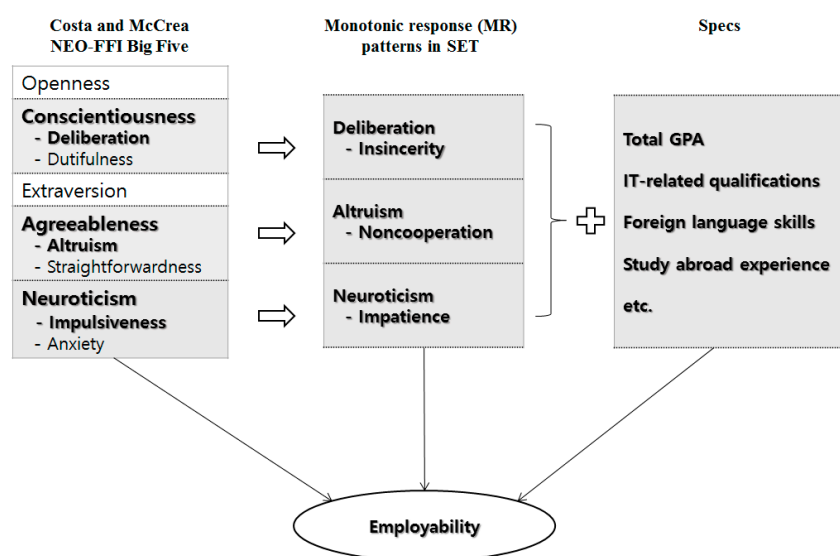 Costa and McCrea
NEO-FFI Big Five
Openness
Conscientiousness
- Deliberation
- Dutifulness
Extraversion
Agreeableness
- Altruism
- Straightforwardness
Neuroticism
- Impulsiveness
- Anxiety
Monotonic response (MR)
patterns in SET
Deliberation
- Insincerity
Altruism
- Noncooperation
Neuroticism
- Impatience
Specs
Total GPA
IT-related qualifications
Foreign language skills
Study abroad experience
etc.
Employability